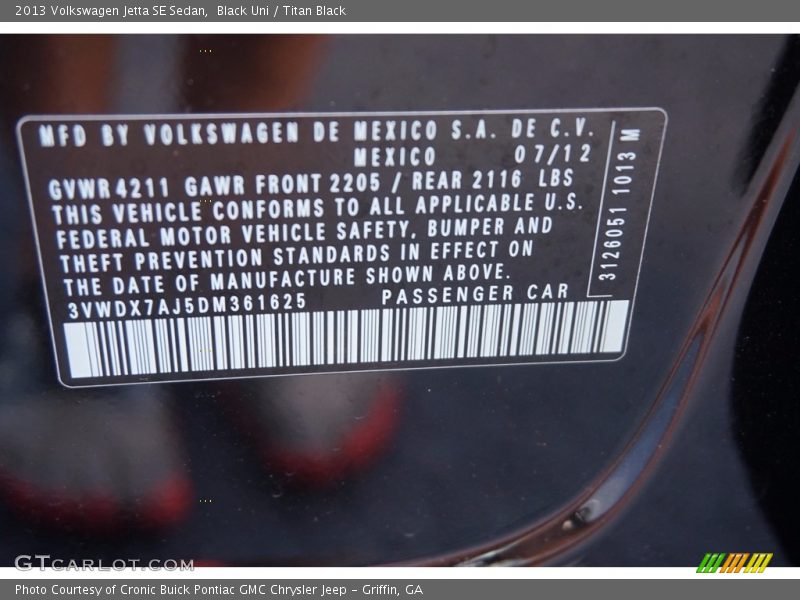 2013 Volkswagen Jetta SE Sedan,  Black Uni / Titan Black
MFD BY VOLKSWAGEN DE MEXICO S.A. DE C.V.
MEXICO 07/12
GVWR 4211 GAWR FRONT 2205 / REAR 2116 LBS
THIS VEHICLE CONFORMS TO ALL APPLICABLE U.S.
FEDERAL MOTOR VEHICLE SAFETY, BUMPER AND
THEFT PREVENTION STANDARDS IN EFFECT ON
THE DATE OF MANUFACTURE SHOWN ABOVE.
3VWDX7AJ5DM361625 PASSENGER CAR
3126051 1013 M
GTCARLOT.COM
Photo Courtesy of Cronic Buick Pontiac GMC Chrysler Jeep - Griffin, GA